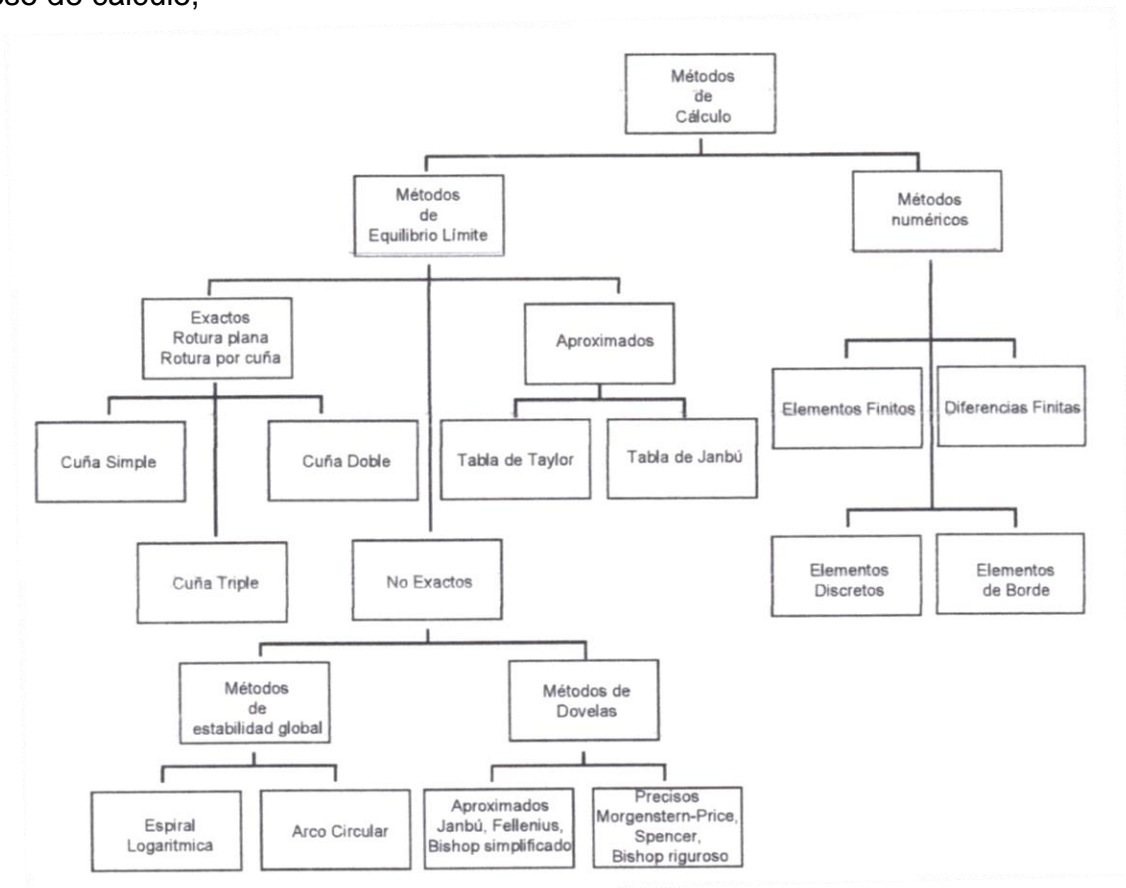 Métodos
de
Cálculo
Métodos
de
Equilibrio Límite
Métodos
numéricos
Exactos
Rotura plana
Rotura por cuña
Aproximados
Elementos Finitos
Diferencias Finitas
Cuña Simple
Cuña Doble
Tabla de Taylor
Tabla de Janbú
Cuña Triple
No Exactos
Elementos
Discretos
Elementos
de Borde
Métodos
de
estabilidad global
Métodos de
Dovelas
Espiral
Logaritmica
Arco Circular
Aproximados
Janbú, Fellenius,
Bishop simplificado
Precisos
Morgenstern-Price,
Spencer,
Bishop riguroso